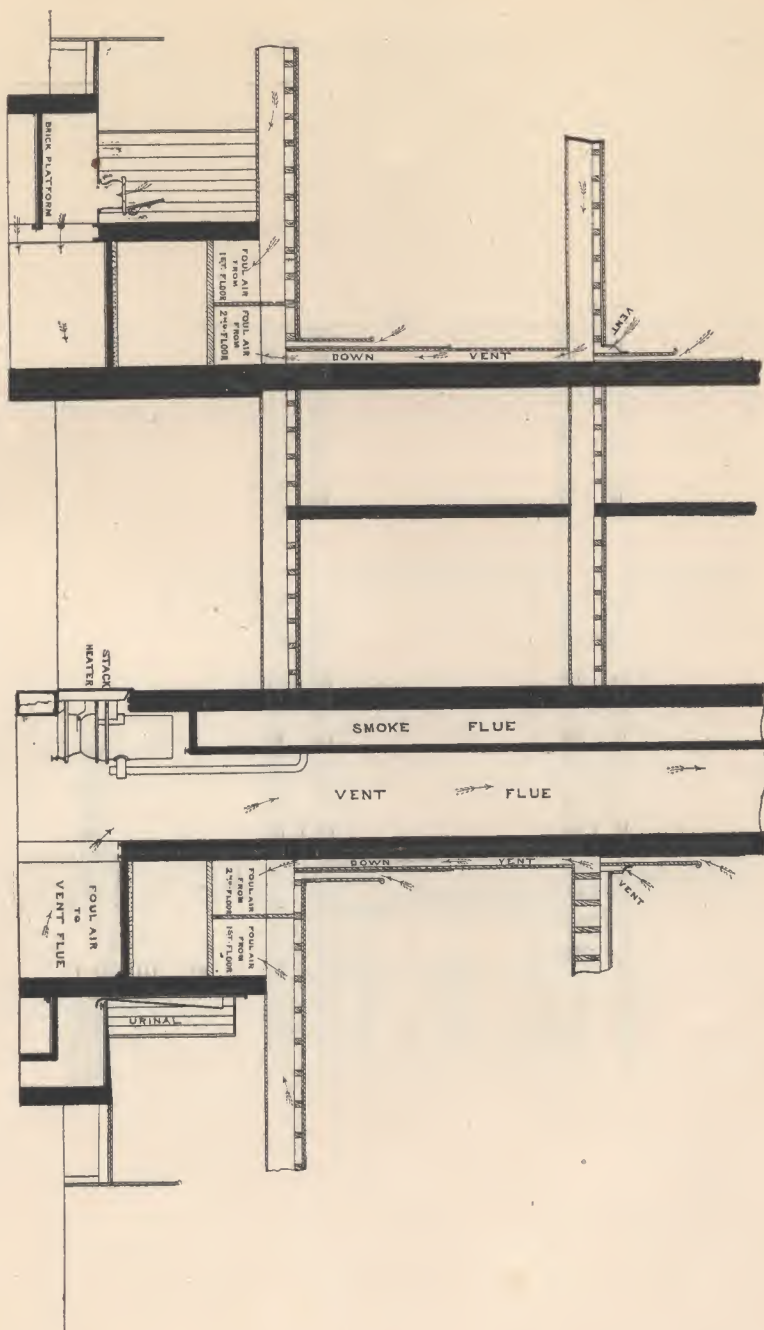 BRICK PLATFORM
FOUL AIR
FROM
1ST. FLOOR
FOUL AIR
FROM
2ND FLOOR
DOWN VENT
VENT
STACK
HEATER
SMOKE FLUE
VENT FLUE
FOUL AIR
TO
VENT FLUE
FOUL AIR
FROM
2ND FLOOR
FOUL AIR
FROM
1ST. FLOOR
DOWN VENT
VENT
URINAL